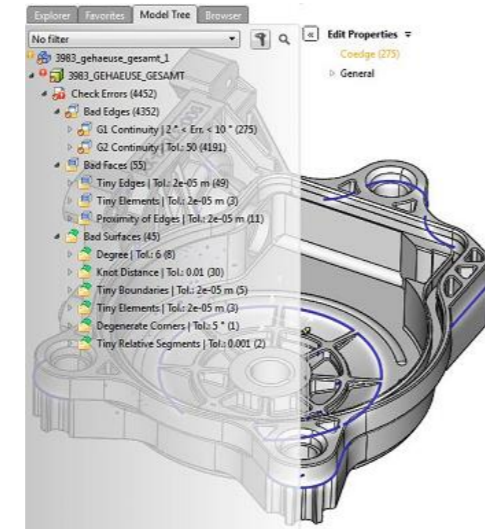 Explorer Favorites Model Tree Browser
No filter
« Edit Properties
3983_gehaeuse_gesamt_1
Coedge (275)
3983_GEHAEUSE_GESAMT
General
Check Errors (4452)
Bad Edges (4352)
G1 Continuity | 2 ° < Err. < 10 ° (275)
G2 Continuity | Tol.: 50 (4191)
Bad Faces (55)
Tiny Edges | Tol.: 2e-05 m (49)
Tiny Elements | Tol.: 2e-05 m (3)
Proximity of Edges | Tol.: 2e-05 m (11)
Bad Surfaces (45)
Degree | Tol.: 6 (8)
Knot Distance | Tol.: 0.01 (30)
Tiny Boundaries | Tol.: 2e-05 m (5)
Tiny Elements | Tol.: 2e-05 m (3)
Degenerate Corners | Tol.: 5 ° (1)
Tiny Relative Segments | Tol.: 0.001 (2)